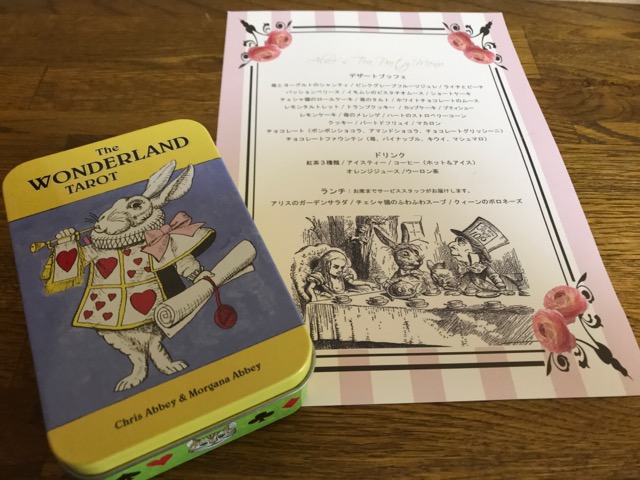 The
WONDERLAND
TAROT
Chris Abbey & Morgana Abbey
Alice's Tea Party Menu
デザートブッフェ
苺とヨーグルトのシャンティ / ピンクグレープフルーツジュレ / ライチとピーチ
パッションベリーズ / イモムシのピスタチオムース / ショートケーキ
チェシャ猫のロールケーキ / 苺のタルト / ホワイトチョコレートのムース
レモンタルトレット / トランプクッキー / カップケーキ / プティシュー
レモンケーキ / 苺のメレンゲ / ハートのストロベリーコーン
クッキー / パートドフリュイ / マカロン
チョコレート (ボンボンショコラ、アマンドショコラ、チョコレートグリッシーニ)
チョコレートファウンテン (苺、パイナップル、キウイ、マシュマロ)
ドリンク
紅茶3種類 / アイスティー / コーヒー (ホット&アイス)
オレンジジュース / ウーロン茶
ランチ : お席までサービススタッフがお届けします。
アリスのガーデンサラダ / チェシャ猫のふわふわスープ / ウィーンのボロネーズ